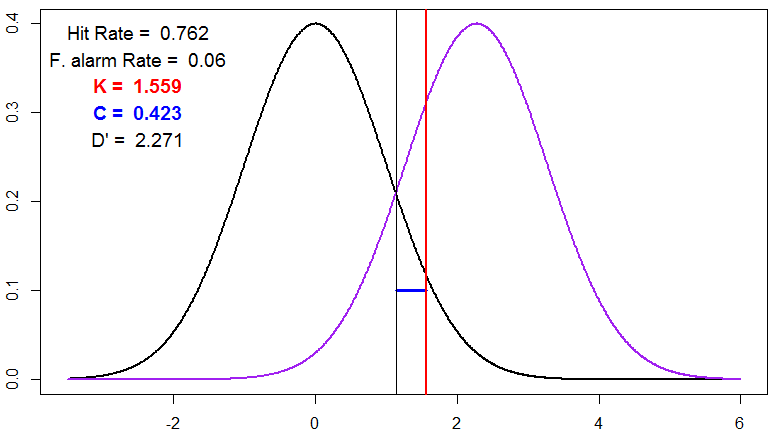 Hit Rate = 0.762
F. alarm Rate = 0.06
K = 1.559
C = 0.423
D' = 2.271
0.4
0.3
0.2
0.1
0.0
-2 0 2 4 6